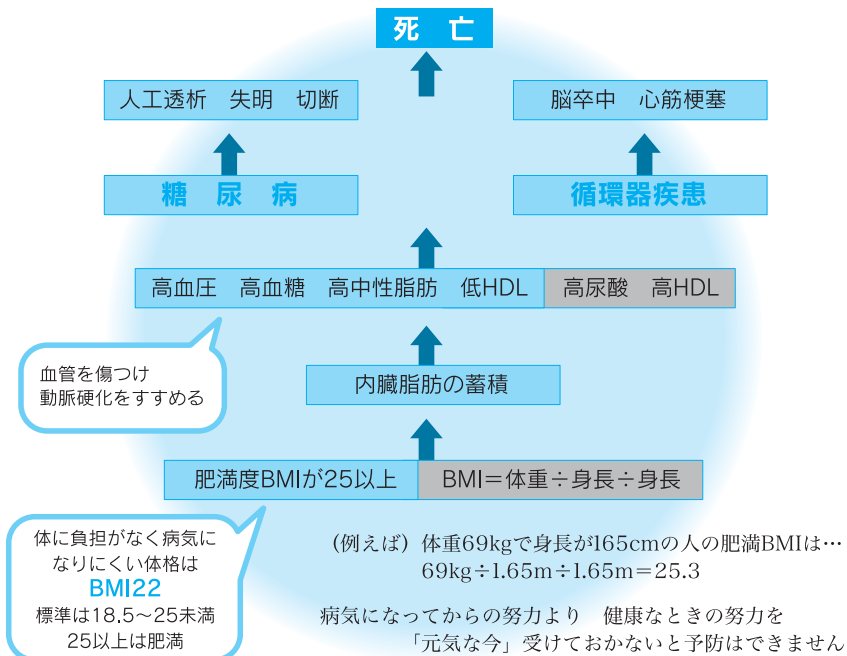 死 亡
人工透析 失明 切断
脳卒中 心筋梗塞
糖 尿 病
循環器疾患
高血圧 高血糖 高中性脂肪 低HDL 高尿酸 高HDL
血管を傷つけ
動脈硬化をすすめる
内臓脂肪の蓄積
肥満度BMIが25以上 BMI=体重÷身長÷身長
体に負担がなく病気に
なりにくい体格は
BMI22
標準は18.5~25未満
25以上は肥満
(例えば)体重69kgで身長が165cmの人の肥満BMIは…
69kg÷1.65m÷1.65m=25.3
病気になってからの努力より 健康なときの努力を
「元気な今」受けておかないと予防はできません